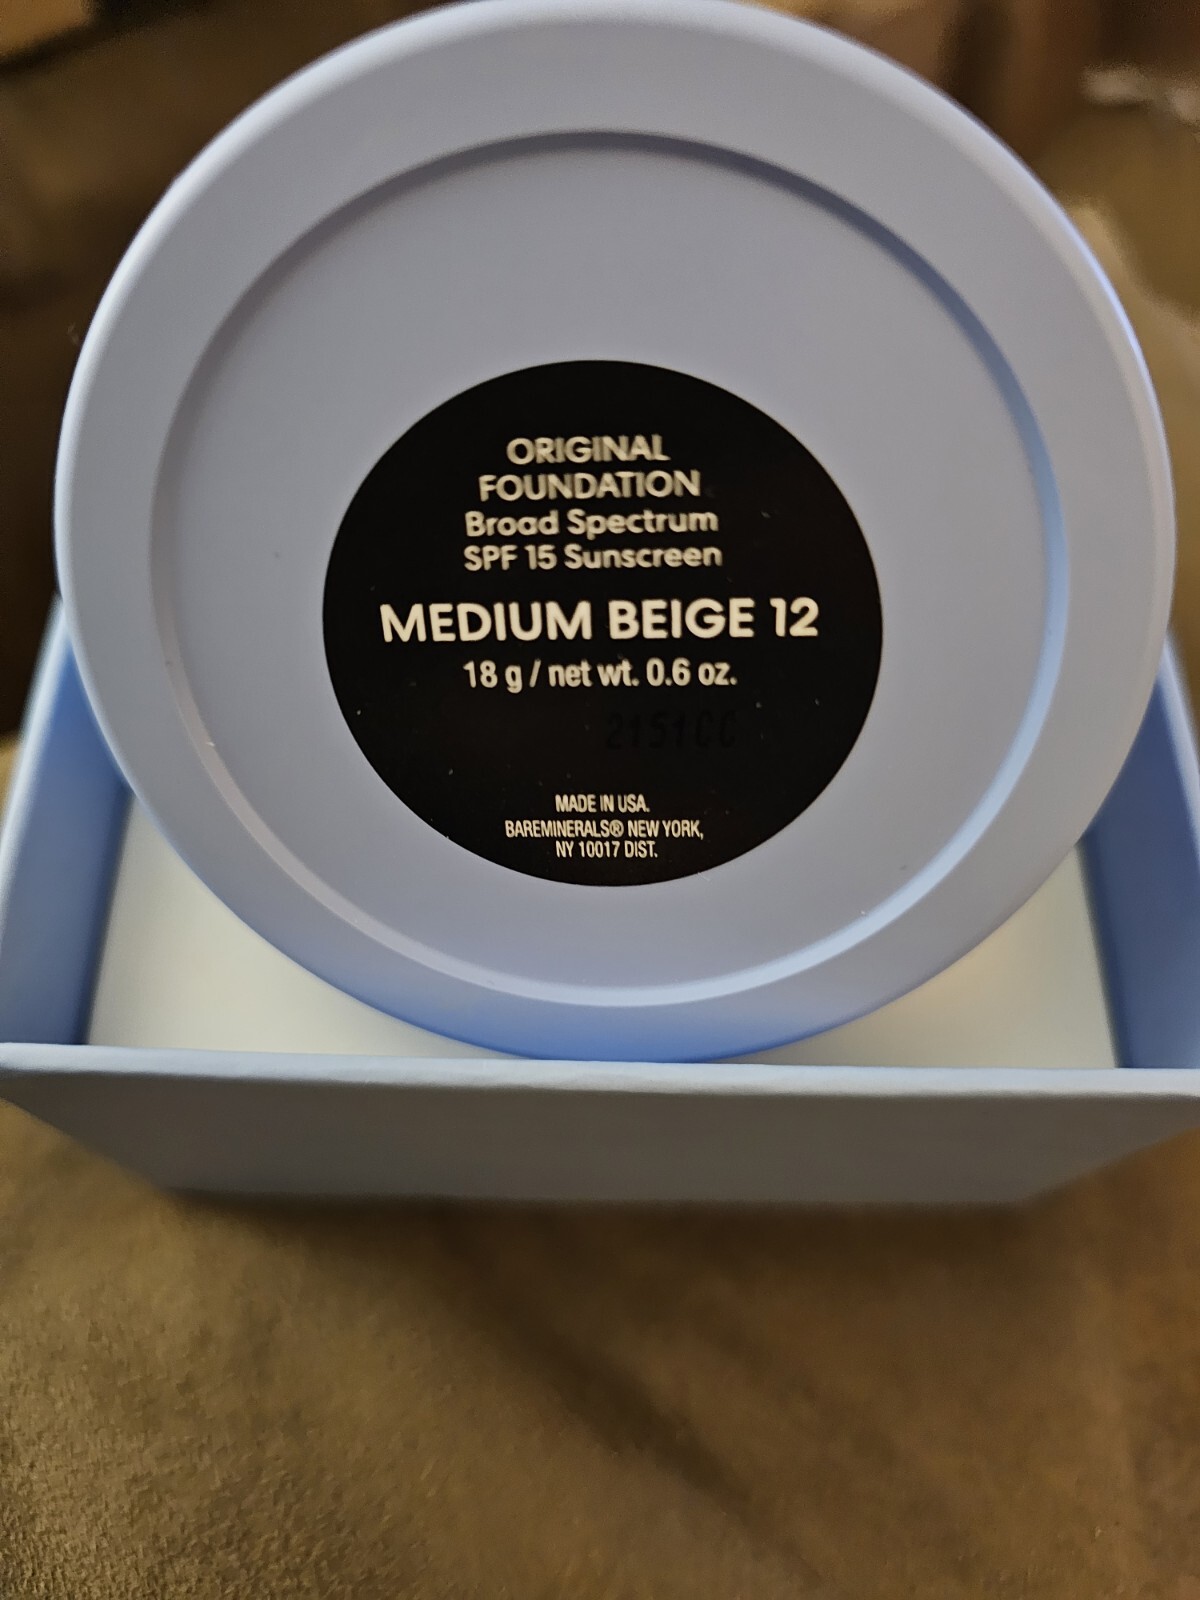 ORIGINAL
FOUNDATION
Broad Spectrum
SPF 15 Sunscreen
MEDIUM BEIGE 12
18 g / net wt. 0.6 oz.
2151CC
MADE IN USA.
BAREMINERALS® NEW YORK,
NY 10017 DIST.